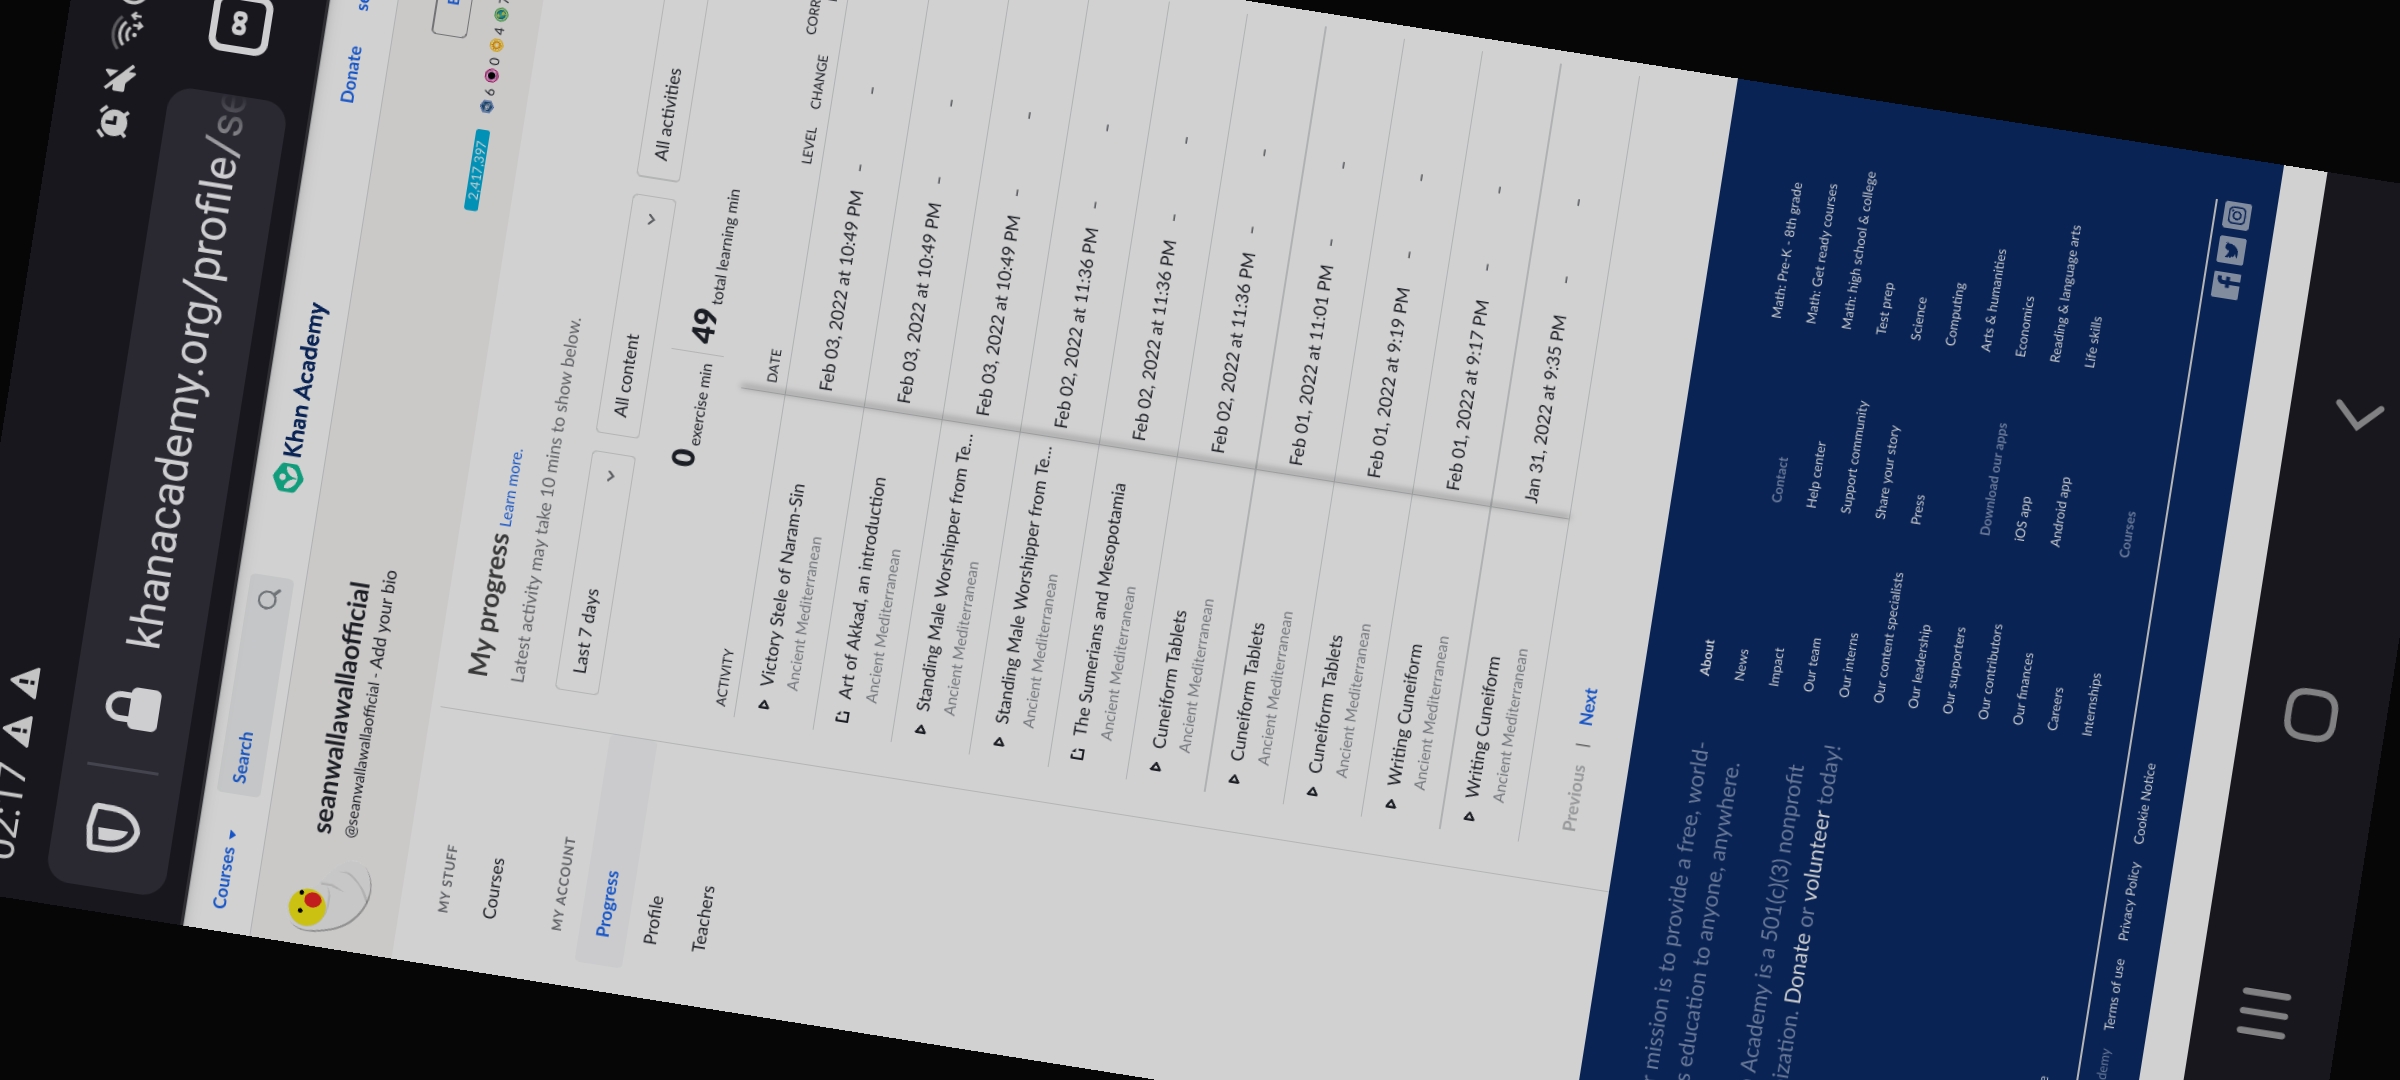 02:17
khanacademy.org/profile/se
Courses
Search
Khan Academy
Donate
seanwallawallaofficial
@seanwallawallaofficial - Add your bio
2,417,397
6
0
4
MY STUFF
Courses
MY ACCOUNT
Progress
Profile
Teachers
My progress Learn more.
Latest activity may take 10 mins to show below.
Last 7 days
All content
All activities
0 exercise min
49 total learning min
ACTIVITY DATE LEVEL CHANGE CORR
Victory Stele of Naram-Sin Feb 03, 2022 at 10:49 PM - -
Ancient Mediterranean
Art of Akkad, an introduction Feb 03, 2022 at 10:49 PM - -
Ancient Mediterranean
Standing Male Worshipper from Te... Feb 03, 2022 at 10:49 PM - -
Ancient Mediterranean
Standing Male Worshipper from Te... Feb 02, 2022 at 11:36 PM - -
Ancient Mediterranean
The Sumerians and Mesopotamia Feb 02, 2022 at 11:36 PM - -
Ancient Mediterranean
Cuneiform Tablets Feb 02, 2022 at 11:36 PM - -
Ancient Mediterranean
Cuneiform Tablets Feb 01, 2022 at 11:01 PM - -
Ancient Mediterranean
Cuneiform Tablets Feb 01, 2022 at 9:19 PM - -
Ancient Mediterranean
Writing Cuneiform Feb 01, 2022 at 9:17 PM - -
Ancient Mediterranean
Writing Cuneiform Jan 31, 2022 at 9:35 PM - -
Ancient Mediterranean
Previous | Next
mission is to provide a free, world-
education to anyone, anywhere.
Academy is a 501(c)(3) nonprofit
ization. Donate or volunteer today!
About
News
Impact
Our team
Our interns
Our content specialists
Our leadership
Our supporters
Our contributors
Our finances
Careers
Internships
Contact
Help center
Support community
Share your story
Press
Download our apps
iOS app
Android app
Courses
Math: Pre-K - 8th grade
Math: Get ready courses
Math: high school & college
Test prep
Science
Computing
Arts & humanities
Economics
Reading & language arts
Life skills
demy Terms of use Privacy Policy Cookie Notice